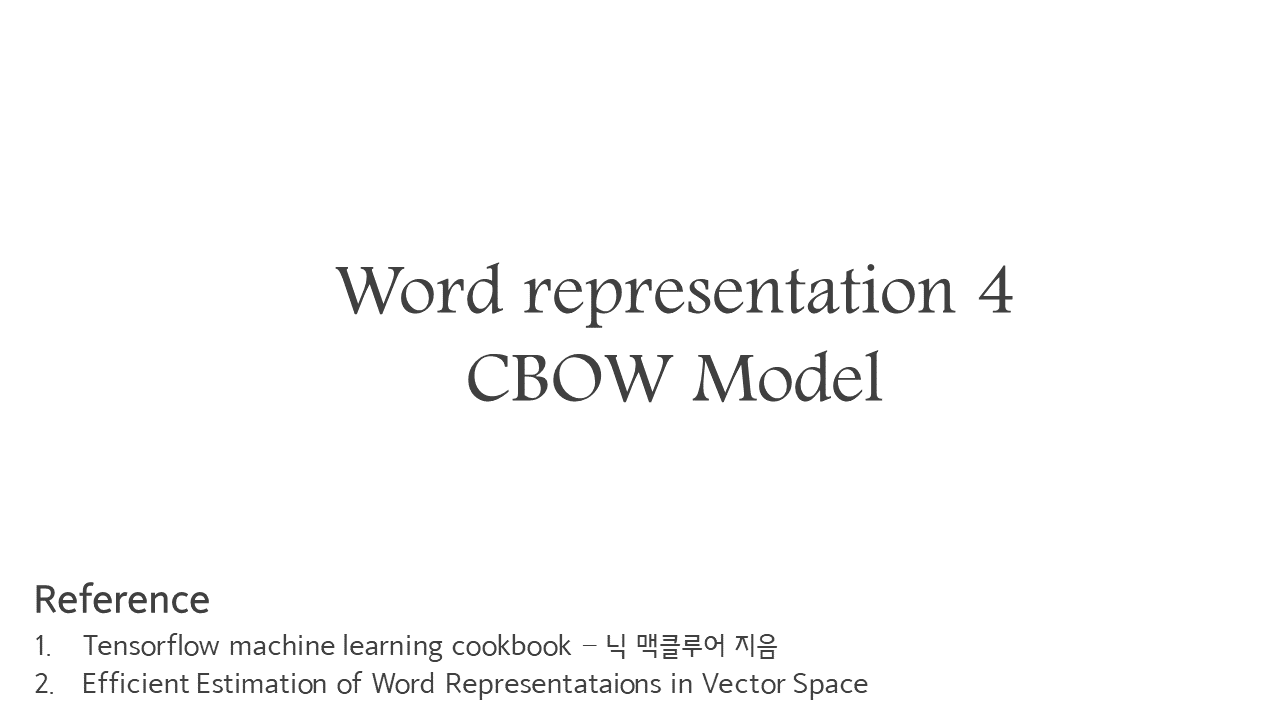 Word representation 4
CBOW Model
Reference
1. Tensorflow machine learning cookbook – 닉 맥클루어 지음
2. Efficient Estimation of Word Representataions in Vector Space